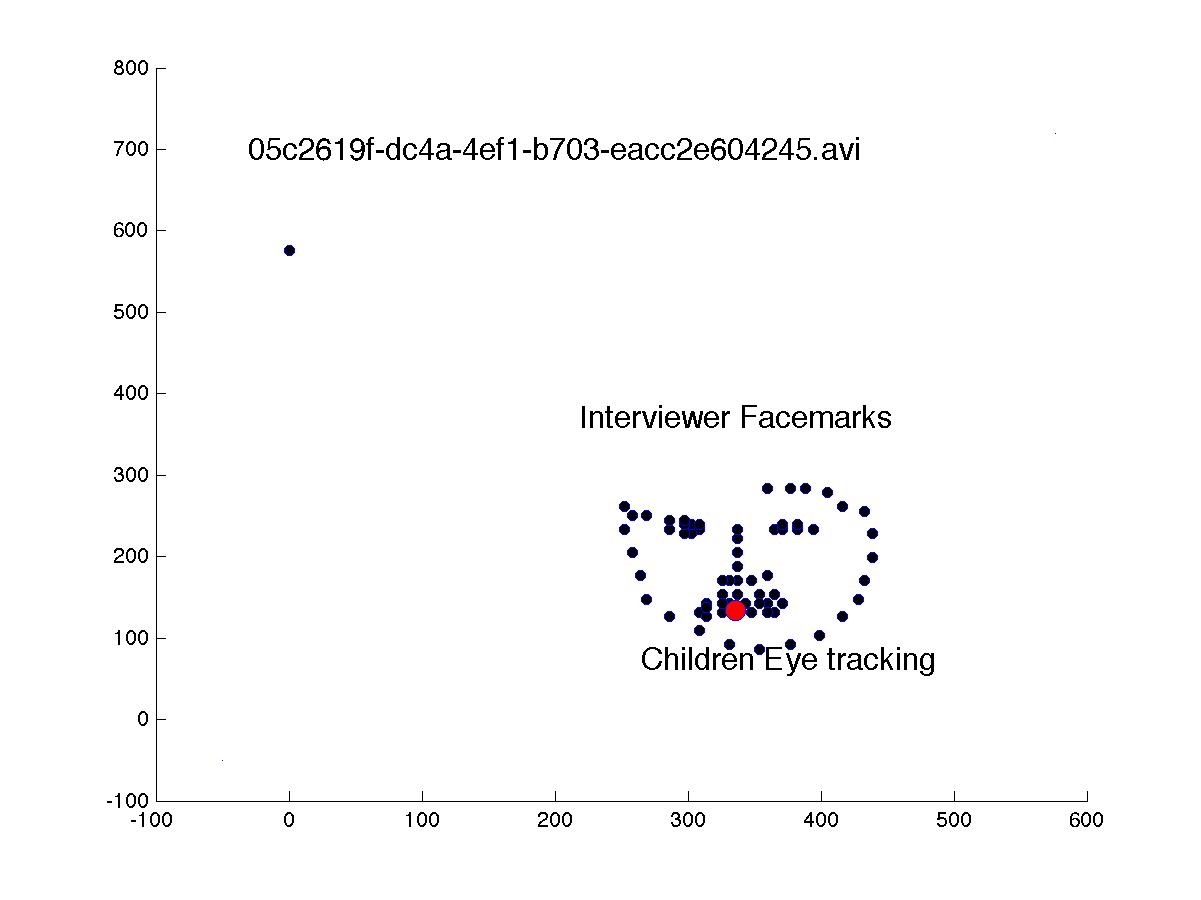 800
700
05c2619f-dc4a-4ef1-b703-eacc2e604245.avi
600
500
400
Interviewer Facemarks
300
200
100
Children Eye tracking
0
-100
-100 0 100 200 300 400 500 600